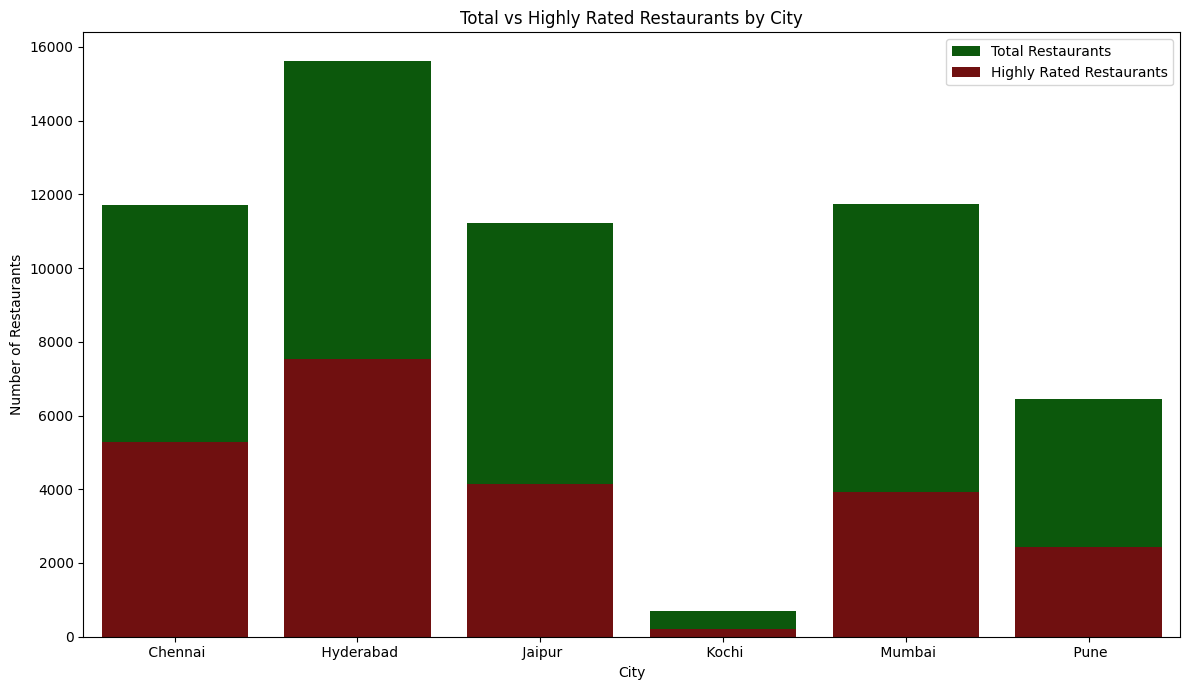 Total vs Highly Rated Restaurants by City
Total Restaurants
Highly Rated Restaurants
Number of Restaurants
16000
14000
12000
10000
8000
6000
4000
2000
0
Chennai Hyderabad Jaipur Kochi Mumbai Pune
City